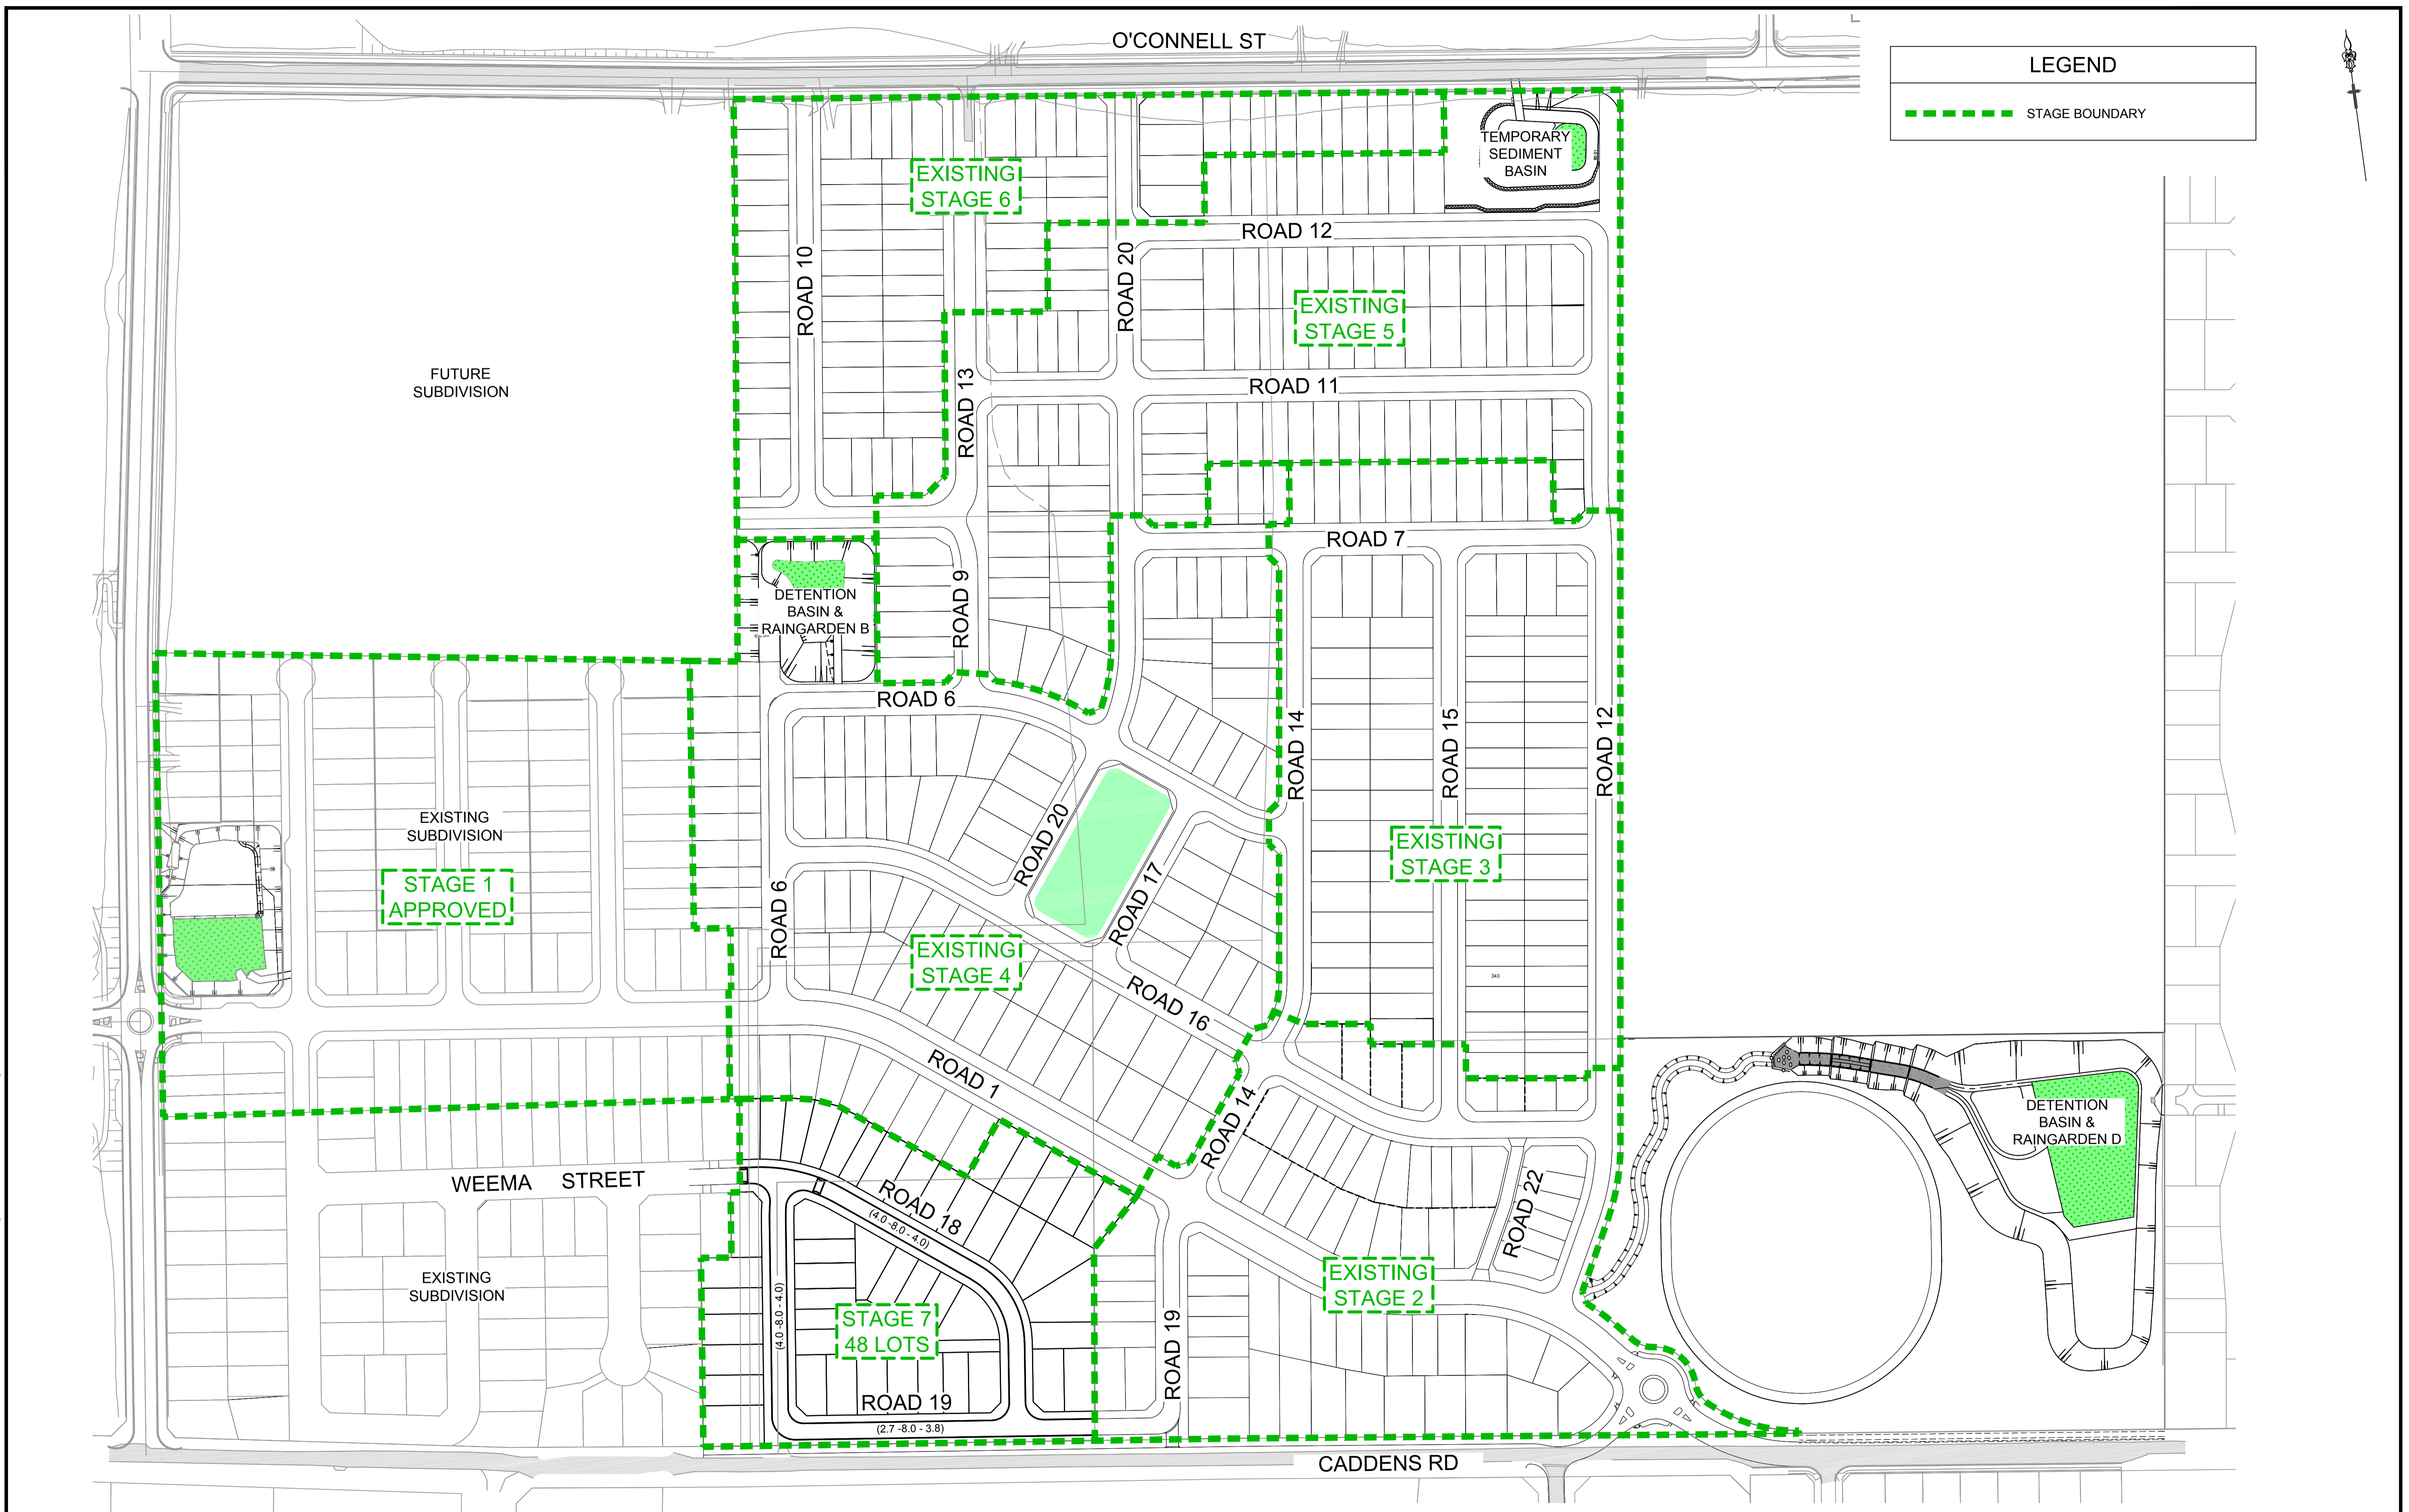 O'CONNELL ST
LEGEND
STAGE BOUNDARY
TEMPORARY
SEDIMENT
BASIN
EXISTING
STAGE 6
ROAD 12
ROAD 10
ROAD 20
EXISTING
STAGE 5
FUTURE
SUBDIVISION
ROAD 13
ROAD 11
ROAD 7
DETENTION
BASIN &
RAINGARDEN B
ROAD 9
ROAD 6
ROAD 14
ROAD 15
ROAD 12
EXISTING
SUBDIVISION
STAGE 1
APPROVED
ROAD 20
ROAD 17
EXISTING
STAGE 3
ROAD 6
EXISTING
STAGE 4
343
ROAD 16
ROAD 1
ROAD 14
DETENTION
BASIN &
RAINGARDEN D
WEEMA STREET
ROAD 18
(4.0 -8.0 - 4.0)
ROAD 22
EXISTING
SUBDIVISION
(4.0 -8.0 - 4.0)
STAGE 7
48 LOTS
EXISTING
STAGE 2
ROAD 19
ROAD 19
(2.7 -8.0 - 3.8)
CADDENS RD